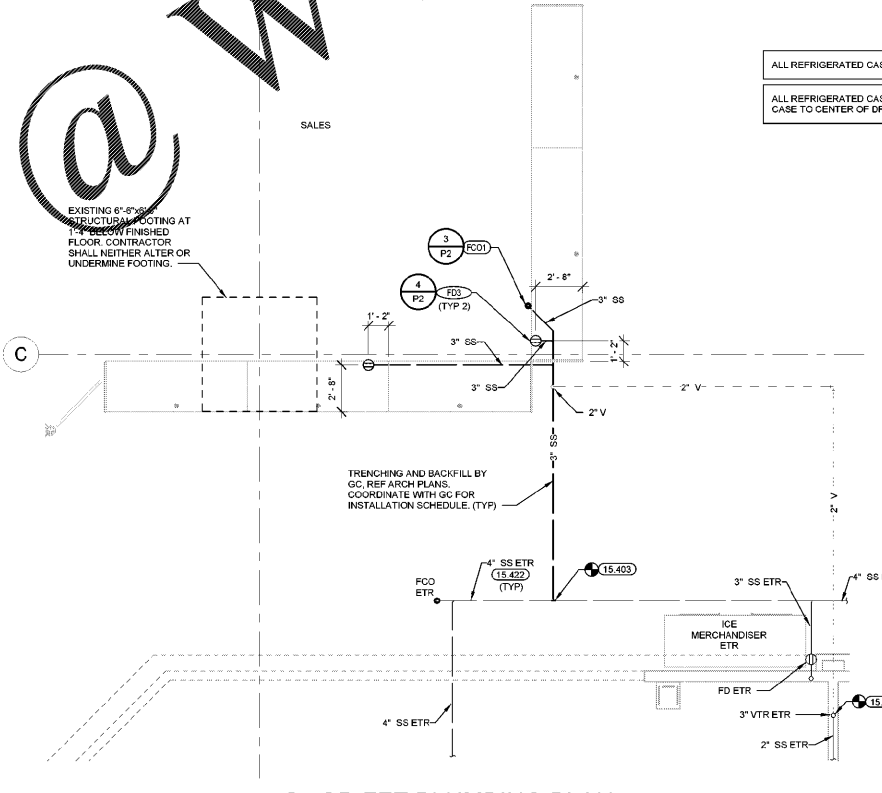 @ W
ALL REFRIGERATED CAS
ALL REFRIGERATED CAS
CASE TO CENTER OF DR
SALES
EXISTING 6'-6"x6'-6"
STRUCTURAL FOOTING AT
1'-4" BELOW FINISHED
FLOOR. CONTRACTOR
SHALL NEITHER ALTER OR
UNDERMINE FOOTING.
3
P2
FCO1
4
P2
FD3
(TYP 2)
2' - 8"
3" SS
1' - 2"
3" SS
1' - 2"
C
2' - 8"
3" SS
2" V
2" V
3" SS
TRENCHING AND BACKFILL BY
GC, REF ARCH PLANS.
COORDINATE WITH GC FOR
INSTALLATION SCHEDULE. (TYP)
2" V
FCO
ETR
4" SS ETR
15.422
(TYP)
15.403
3" SS ETR
4" SS
ICE
MERCHANDISER
ETR
FD ETR
4" SS ETR
3" VTR ETR
15.
2" SS ETR